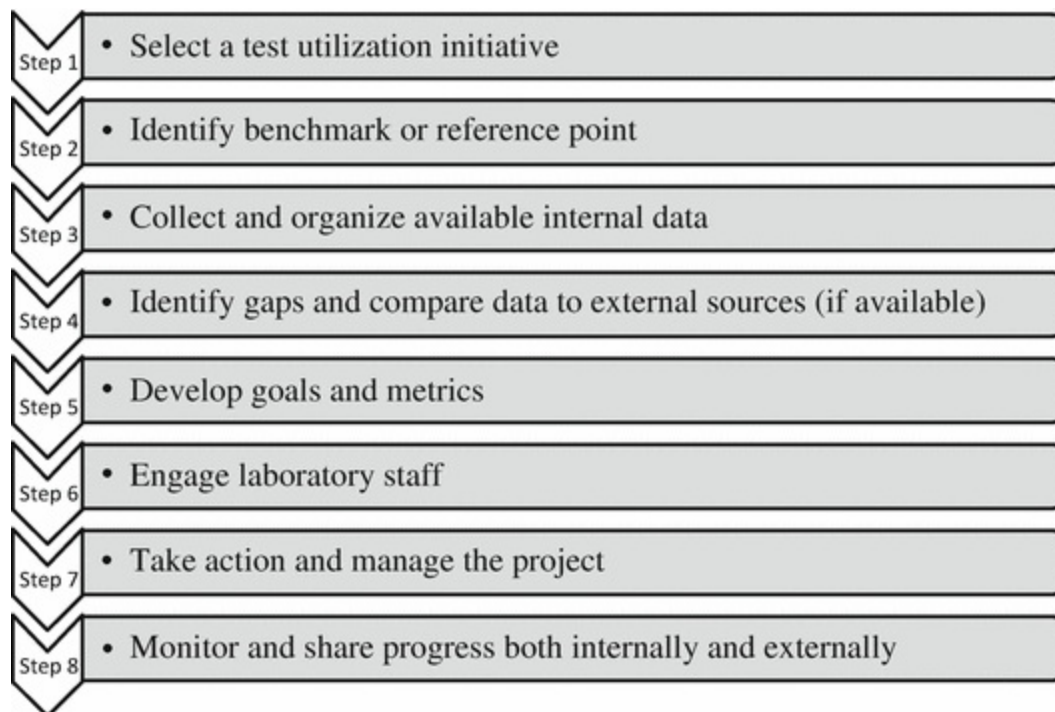 Step 1
• Select a test utilization initiative
Step 2
• Identify benchmark or reference point
Step 3
• Collect and organize available internal data
Step 4
• Identify gaps and compare data to external sources (if available)
Step 5
• Develop goals and metrics
Step 6
• Engage laboratory staff
Step 7
• Take action and manage the project
Step 8
• Monitor and share progress both internally and externally